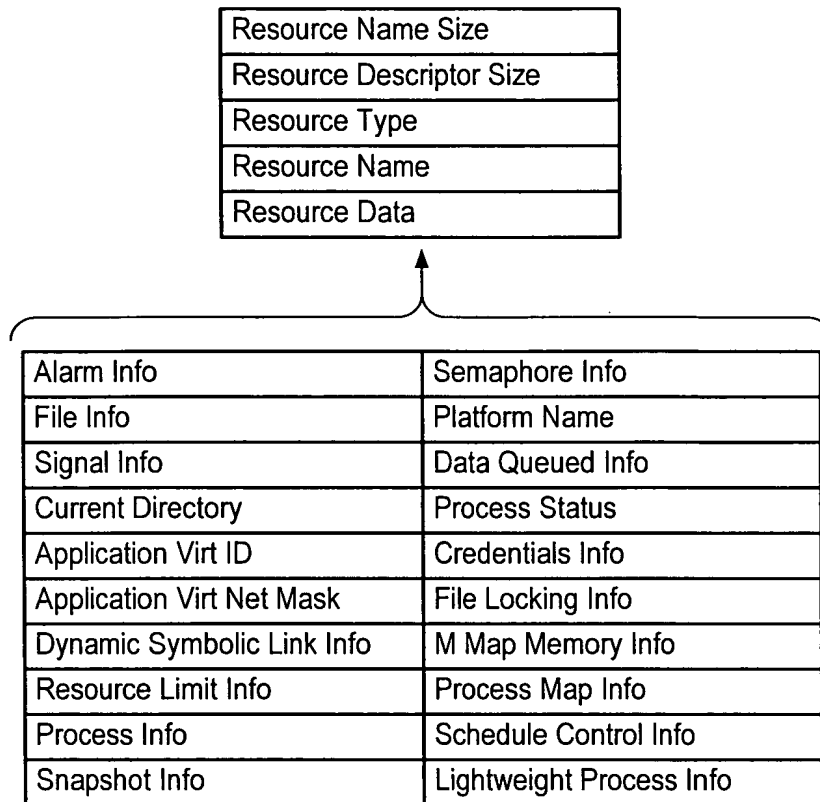 Resource Name Size
Resource Descriptor Size
Resource Type
Resource Name
Resource Data
Alarm Info
Semaphore Info
File Info
Platform Name
Signal Info
Data Queued Info
Current Directory
Process Status
Application Virt ID
Credentials Info
Application Virt Net Mask
File Locking Info
Dynamic Symbolic Link Info
M Map Memory Info
Resource Limit Info
Process Map Info
Process Info
Schedule Control Info
Snapshot Info
Lightweight Process Info